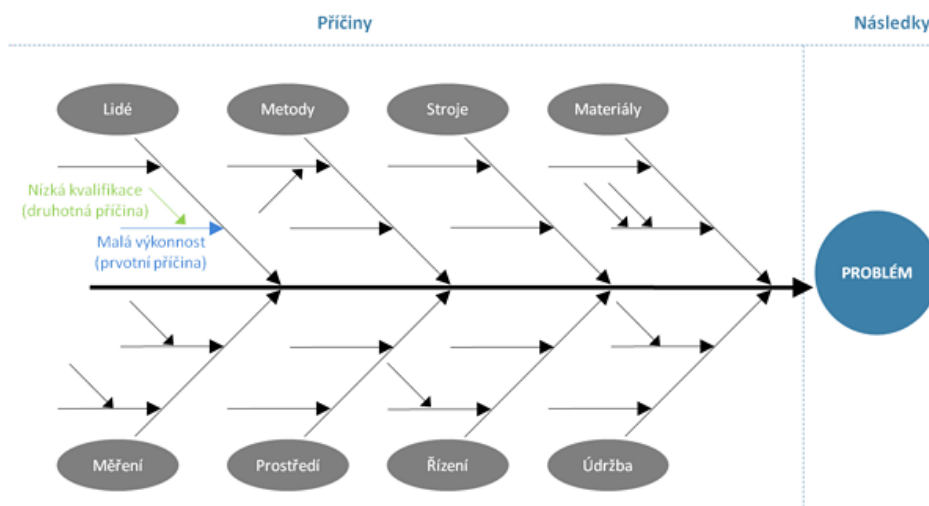 Příčiny
Následky
Lidé
Metody
Stroje
Materiály
Nízká kvalifikace
(druhotná příčina)
Malá výkonnost
(prvotní příčina)
PROBLÉM
Měření
Prostředí
Řízení
Údržba